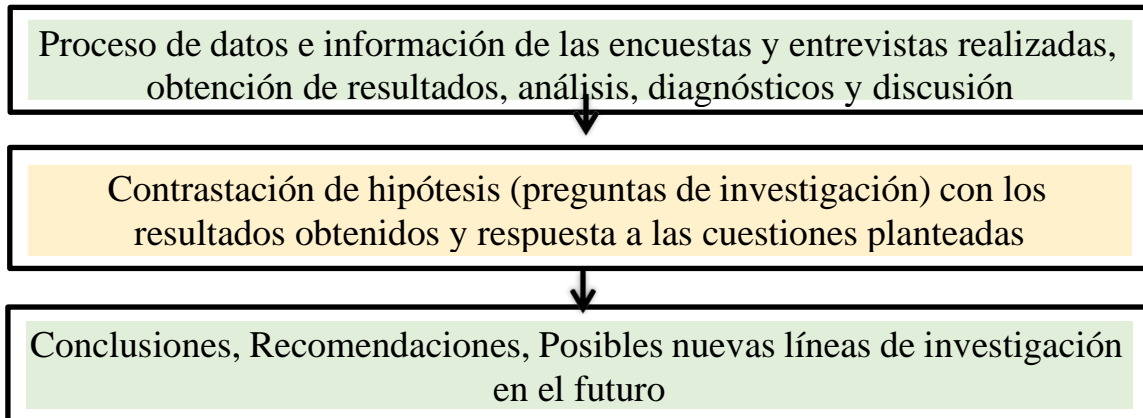 Proceso de datos e información de las encuestas y entrevistas realizadas,
obtención de resultados, análisis, diagnósticos y discusión
Contrastación de hipótesis (preguntas de investigación) con los
resultados obtenidos y respuesta a las cuestiones planteadas
Conclusiones, Recomendaciones, Posibles nuevas líneas de investigación
en el futuro